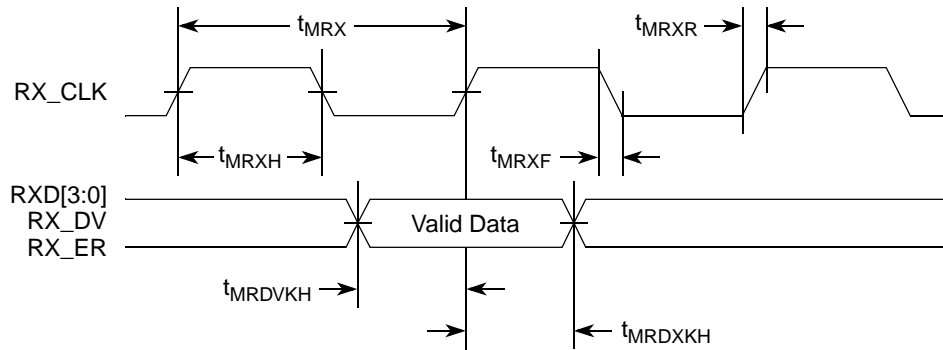 tMRX
tMRXR
RX_CLK
tMRXH
tMRXF
RXD[3:0]
RX_DV
Valid Data
RX_ER
tMRDVKH
tMRDXKH